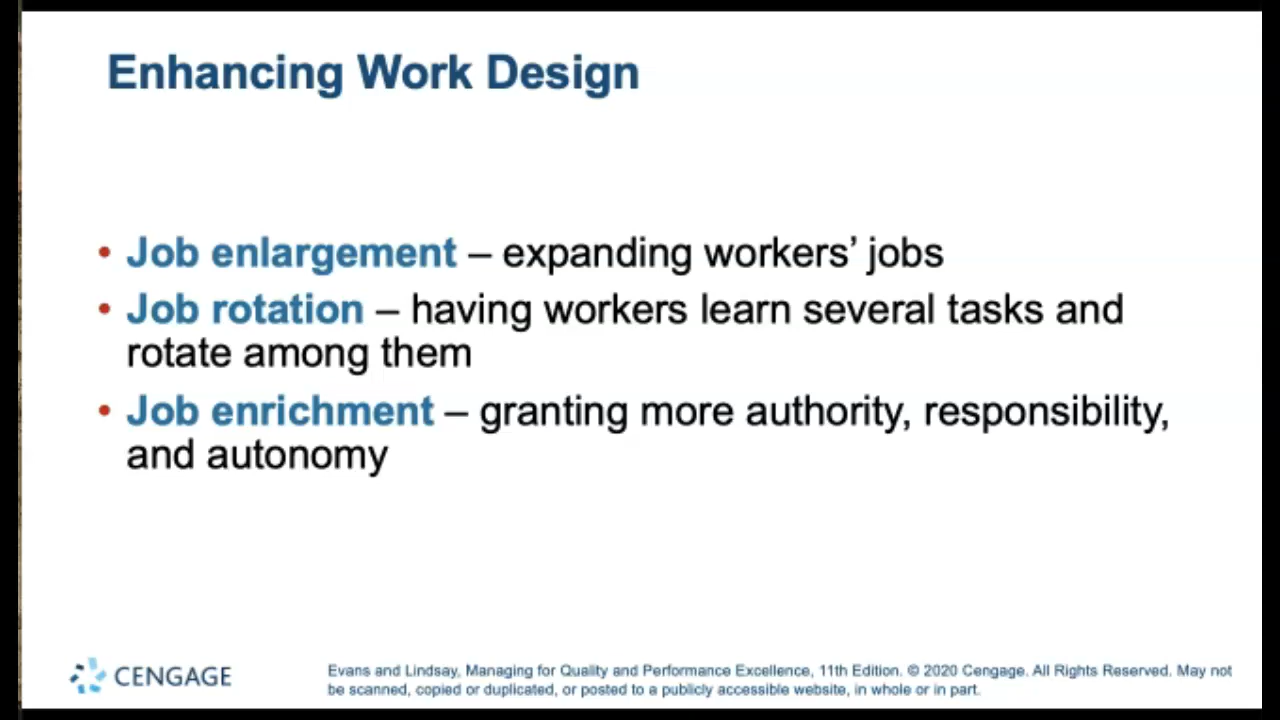 Enhancing Work Design
• Job enlargement – expanding workers’ jobs
• Job rotation – having workers learn several tasks and
rotate among them
• Job enrichment – granting more authority, responsibility,
and autonomy
CENGAGE
Evans and Lindsay, Managing for Quality and Performance Excellence, 11th Edition. © 2020 Cengage. All Rights Reserved. May not
be scanned, copied or duplicated, or posted to a publicly accessible website, in whole or in part.